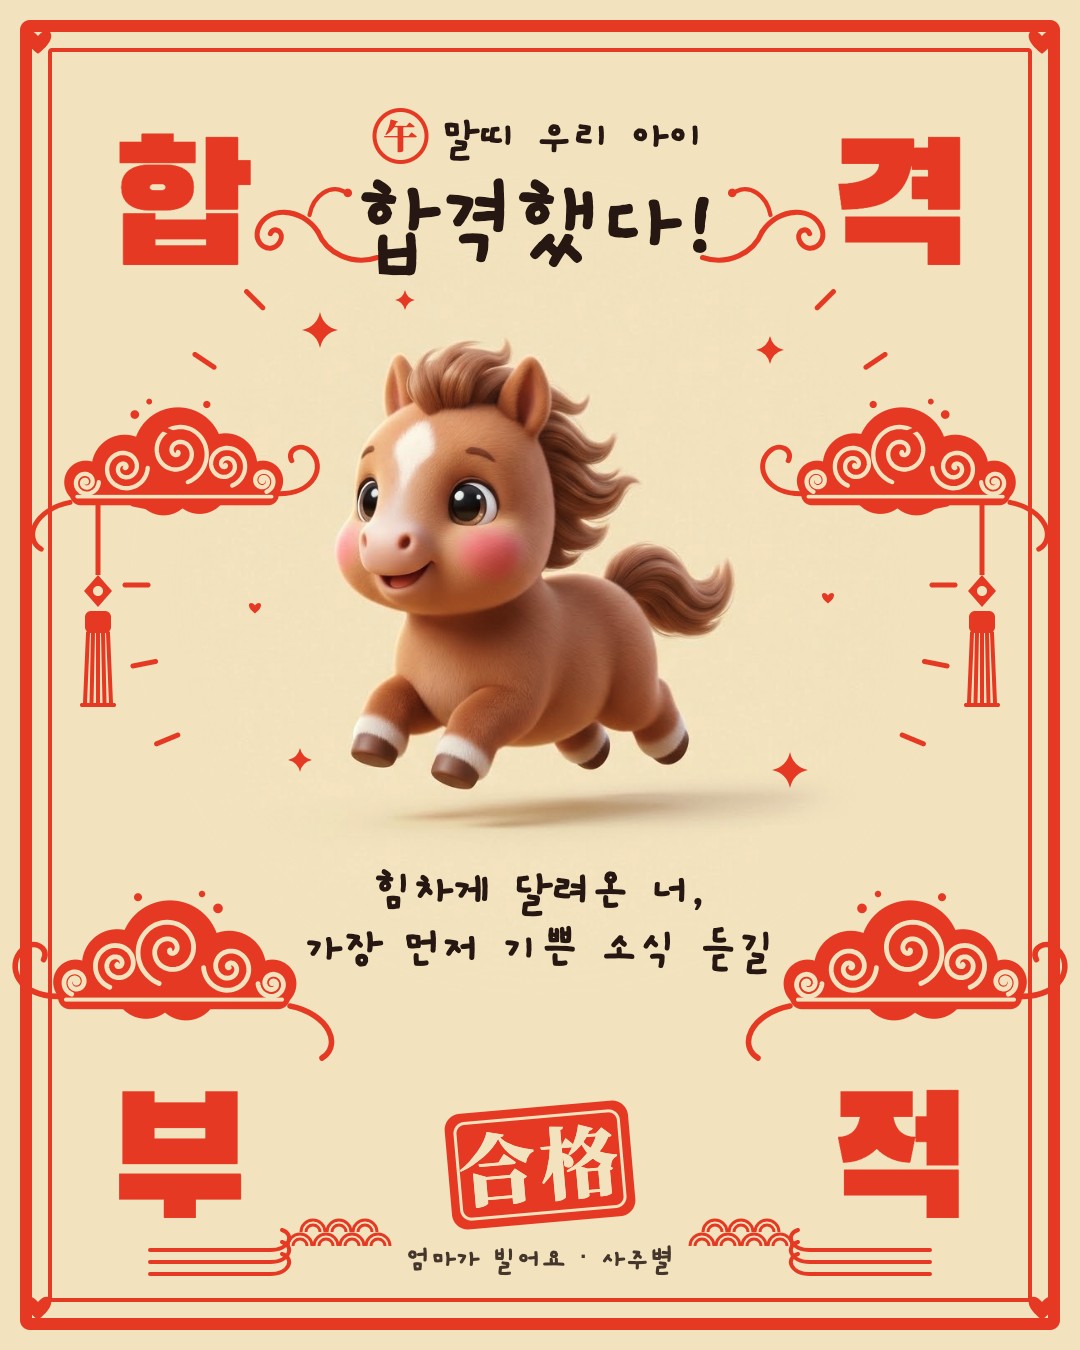 합 격
午 말띠 우리 아이
합격했다!
힘차게 달려온 너,
가장 먼저 기쁜 소식 듣길
부 적
合格
엄마가 빌어요 · 사주별